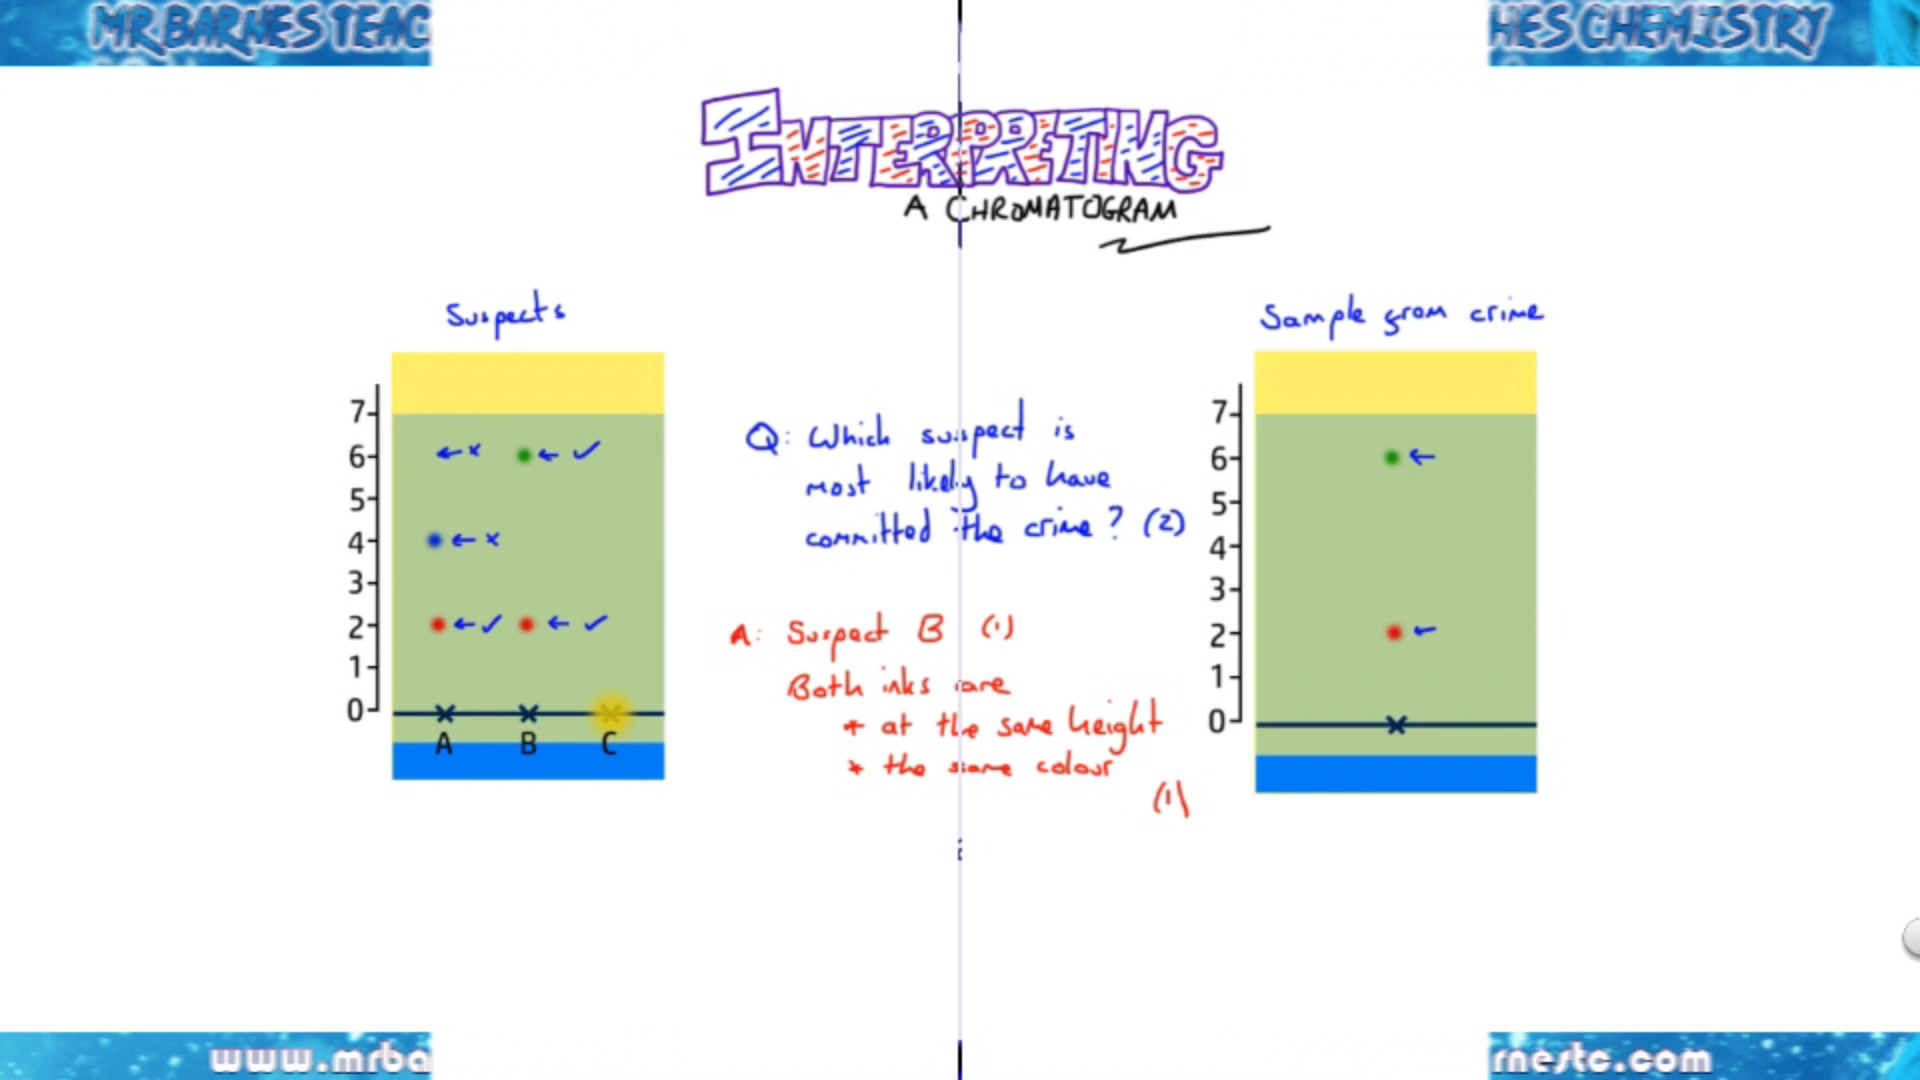 MR BARNES TEAC
HES CHEMISTRY
INTERPRETING
A CHROMATOGRAM
Suspects
7
6
5
4
3
2
1
0
A B C
Q: Which suspect is
most likely to have
committed the crime? (2)
A: Suspect B (1)
Both inks are
* at the same height
* the same colour
(1)
Sample from crime
7
6
5
4
3
2
1
0
www.mrba
rnestc.com